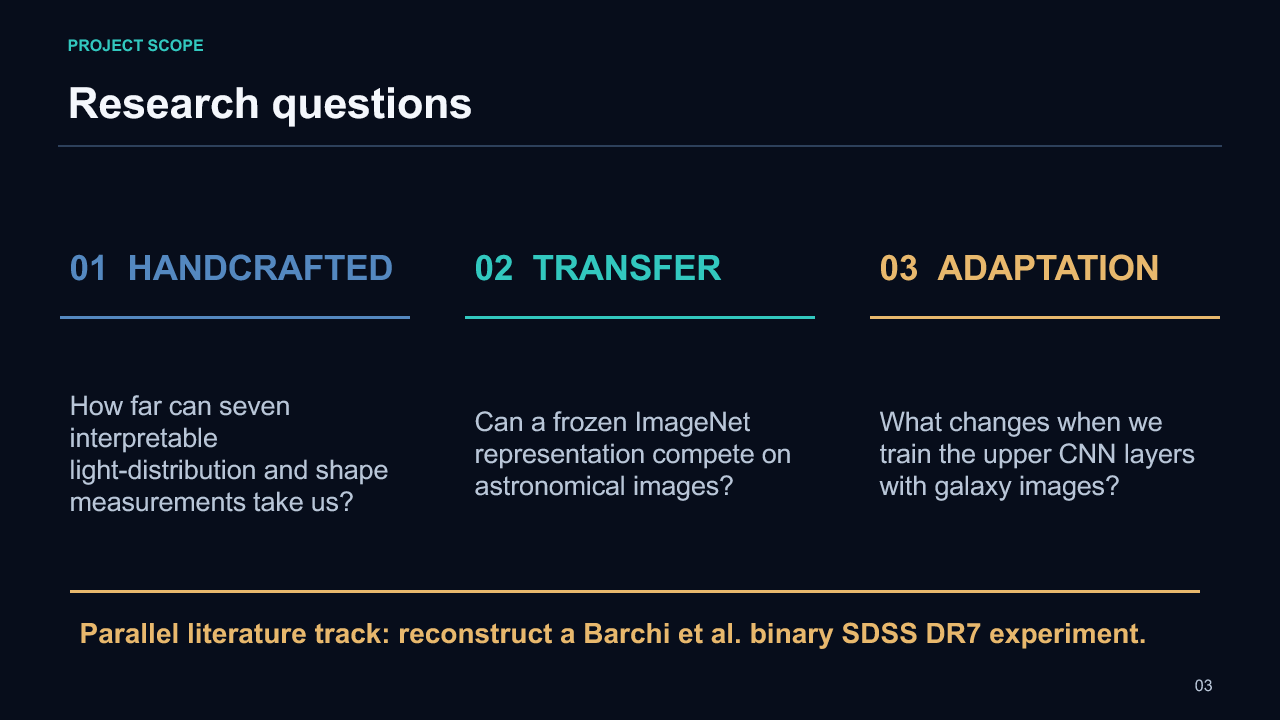 PROJECT SCOPE
Research questions
01 HANDCRAFTED
How far can seven
interpretable
light-distribution and shape
measurements take us?
02 TRANSFER
Can a frozen ImageNet
representation compete on
astronomical images?
03 ADAPTATION
What changes when we
train the upper CNN layers
with galaxy images?
Parallel literature track: reconstruct a Barchi et al. binary SDSS DR7 experiment.
03